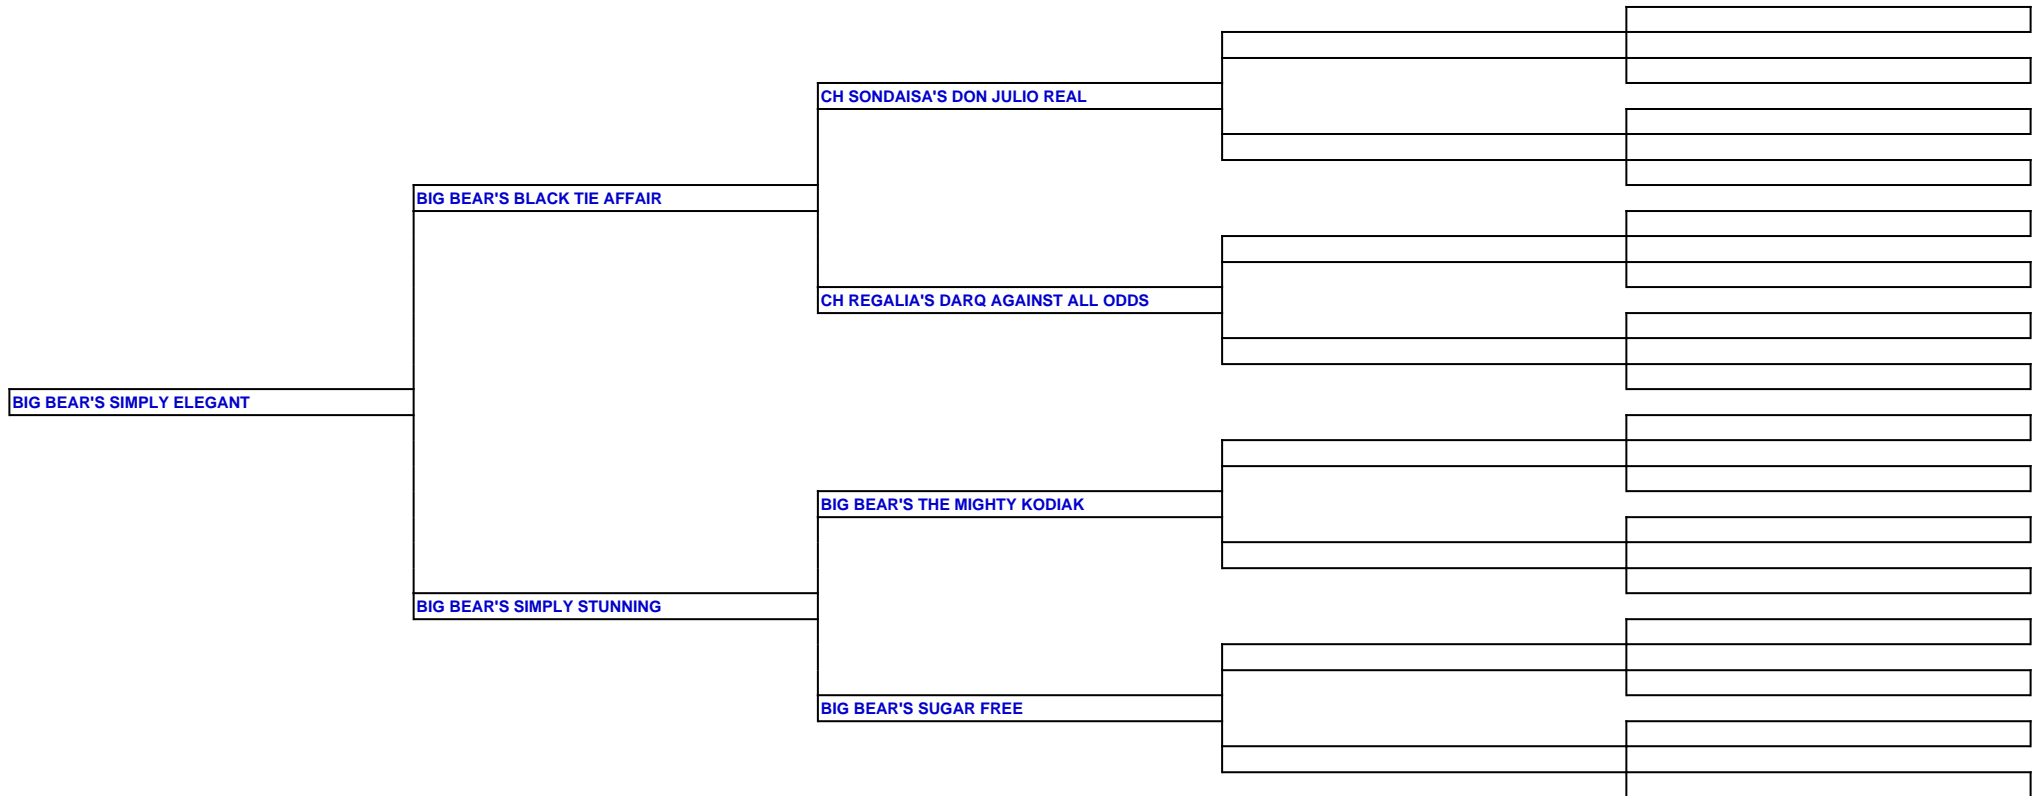 CH SONDAISA'S DON JULIO REAL
BIG BEAR'S BLACK TIE AFFAIR
CH REGALIA'S DARQ AGAINST ALL ODDS
BIG BEAR'S SIMPLY ELEGANT
BIG BEAR'S THE MIGHTY KODIAK
BIG BEAR'S SIMPLY STUNNING
BIG BEAR'S SUGAR FREE